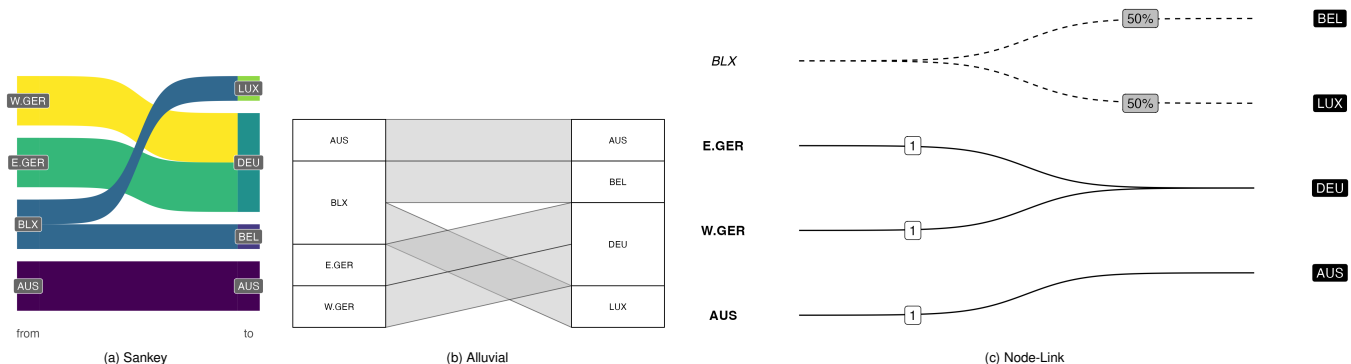 W.GER
LUX
E.GER
DEU
BLX
BEL
AUS
AUS
from
to
(a) Sankey
AUS
AUS
BEL
BLX
DEU
E.GER
W.GER
LUX
(b) Alluvial
50%
BEL
BLX
50%
LUX
E.GER
1
DEU
W.GER
1
AUS
AUS
1
(c) Node-Link